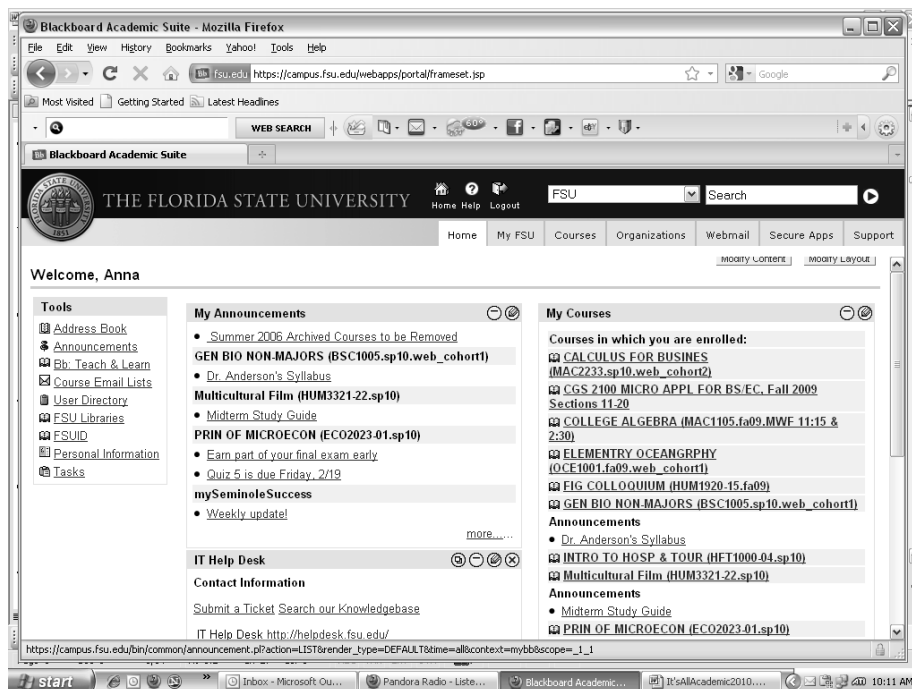 Blackboard Academic Suite - Mozilla Firefox
File Edit View History Bookmarks Yahoo! Tools Help
fsu.edu https://campus.fsu.edu/webapps/portal/frameset.jsp
Google
Most Visited Getting Started Latest Headlines
WEB SEARCH
60°
Blackboard Academic Suite
THE FLORIDA STATE UNIVERSITY
1851
Home Help Logout
FSU
Search
Home My FSU Courses Organizations Webmail Secure Apps Support
Modify Content Modify Layout
Welcome, Anna
Tools
Address Book
Announcements
Bb: Teach & Learn
Course Email Lists
User Directory
FSU Libraries
FSUID
Personal Information
Tasks
My Announcements
Summer 2006 Archived Courses to be Removed
GEN BIO NON-MAJORS (BSC1005.sp10.web_cohort1)
Dr. Anderson's Syllabus
Multicultural Film (HUM3321-22.sp10)
Midterm Study Guide
PRIN OF MICROECON (ECO2023-01.sp10)
Earn part of your final exam early
Quiz 5 is due Friday, 2/19
mySeminoleSuccess
Weekly update!
more......
IT Help Desk
Contact Information
Submit a Ticket Search our Knowledgebase
IT Help Desk http://helpdesk.fsu.edu/
My Courses
Courses in which you are enrolled:
CALCULUS FOR BUSINES
(MAC2233.sp10.web_cohort2)
CGS 2100 MICRO APPL FOR BS/EC, Fall 2009
Sections 11-20
COLLEGE ALGEBRA (MAC1105.fa09.MWF 11:15 &
2:30)
ELEMENTRY OCEANGRPHY
(OCE1001.fa09.web_cohort1)
FIG COLLOQUIUM (HUM1920-15.fa09)
GEN BIO NON-MAJORS (BSC1005.sp10.web_cohort1)
Announcements
Dr. Anderson's Syllabus
INTRO TO HOSP & TOUR (HFT1000-04.sp10)
Multicultural Film (HUM3321-22.sp10)
Announcements
Midterm Study Guide
PRIN OF MICROECON (ECO2023-01.sp10)
https://campus.fsu.edu/bin/common/announcement.pl?action=LIST&render_type=DEFAULT&time=all&context=mybb&scope=_1_1
start
Inbox - Microsoft Ou...
Pandora Radio - Liste...
Blackboard Academic...
It'sAllAcademic2010....
10:11 AM